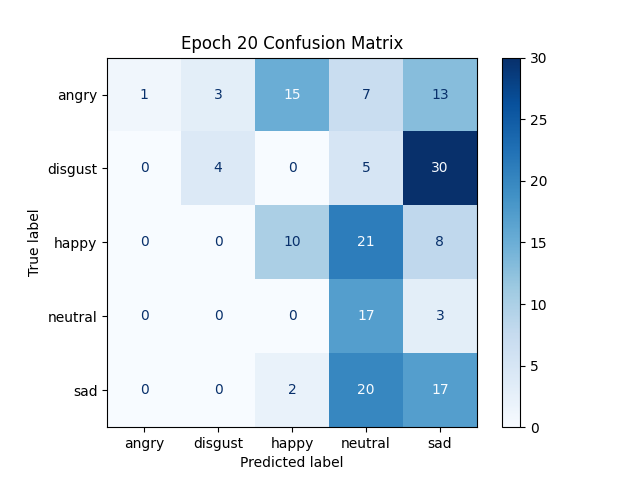 Epoch 20 Confusion Matrix
angry 1 3 15 7 13
disgust 0 4 0 5 30
happy 0 0 10 21 8
neutral 0 0 0 17 3
sad 0 0 2 20 17
angry disgust happy neutral sad
Predicted label
True label
30
25
20
15
10
5
0